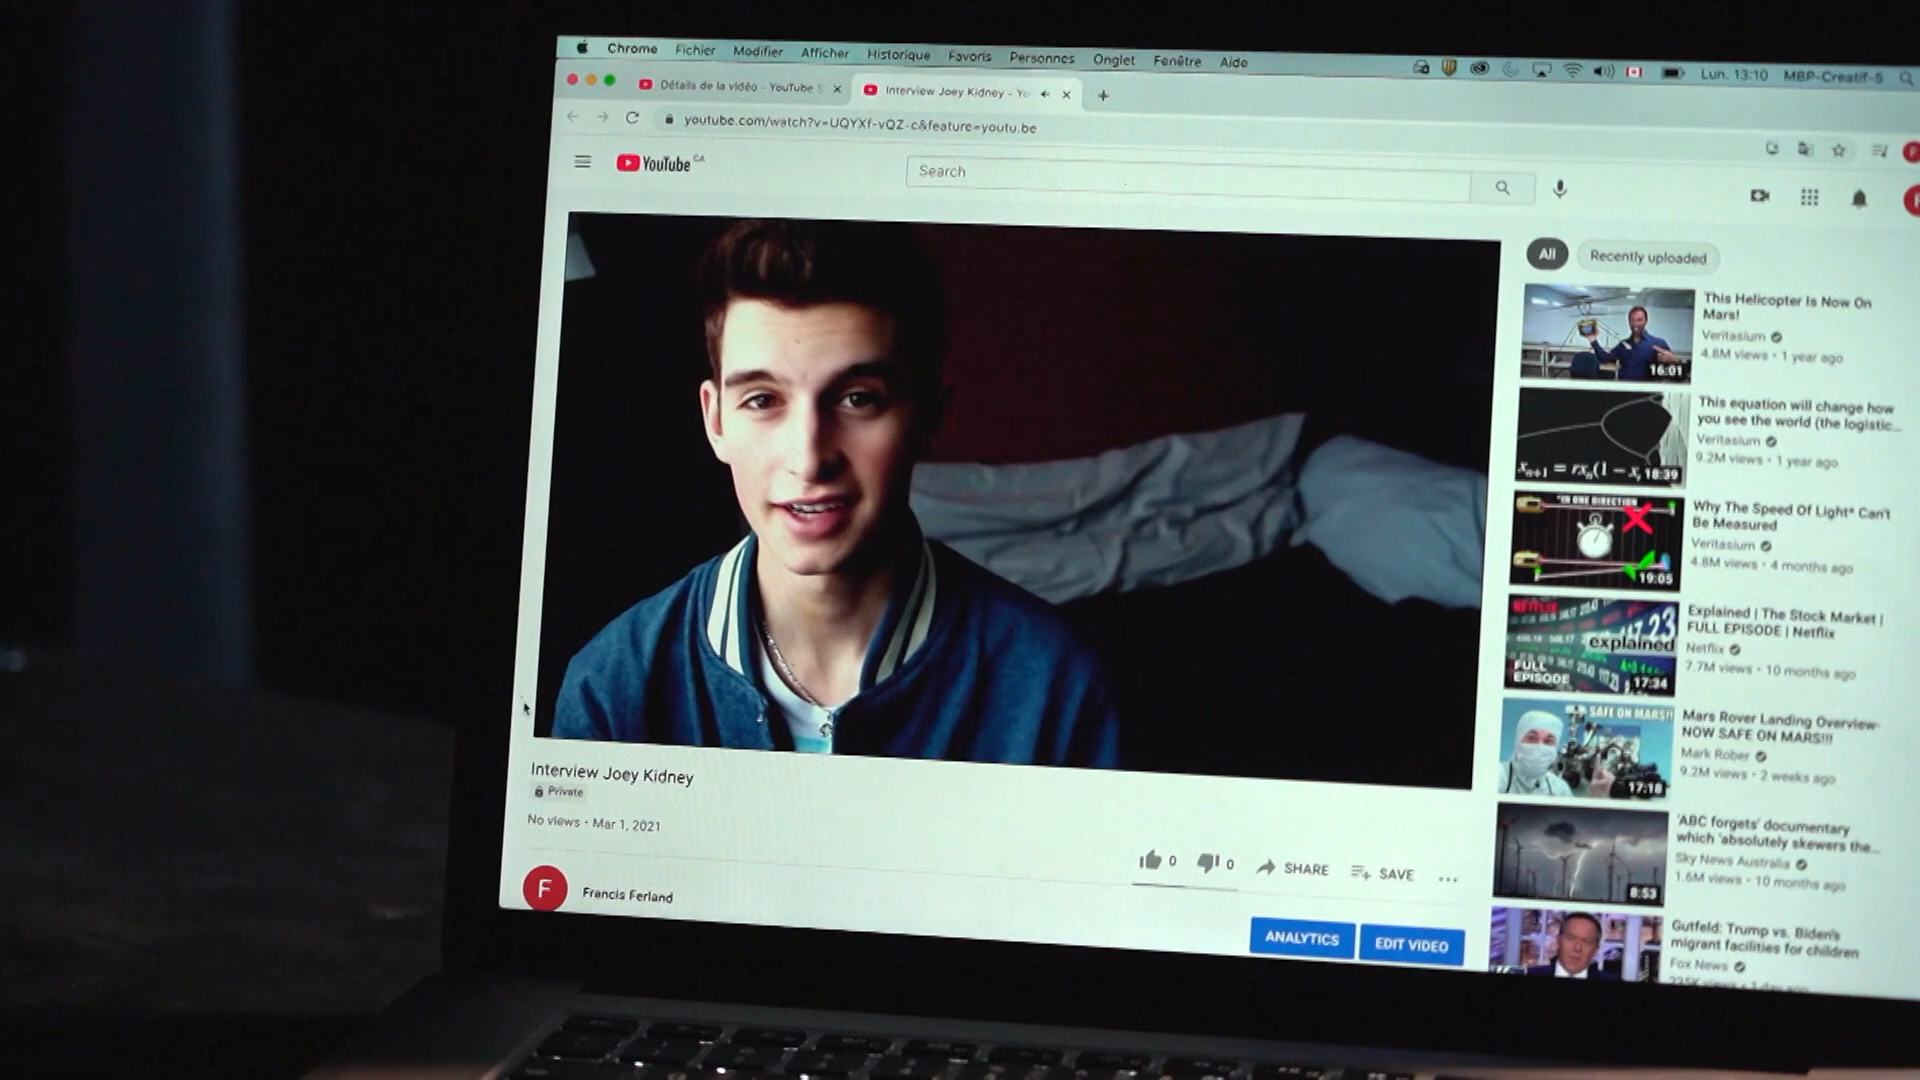 Chrome Fichier Modifier Afficher Historique Favoris Personnes Onglet Fenêtre Aide Lun. 13:10 MBP-Creatif-5
Détails de la vidéo - YouTube S
Interview Joey Kidney - Yo
youtube.com/watch?v=UQYXf-vQZ-c&feature=youtu.be
YouTube CA
Search
All
Recently uploaded
This Helicopter Is Now On
Mars!
Veritasium
4.8M views • 1 year ago
16:01
This equation will change how
you see the world (the logistic...
Veritasium
9.2M views • 1 year ago
18:39
"IN ONE DIRECTION
Why The Speed Of Light* Can't
Be Measured
Veritasium
4.8M views • 4 months ago
19:05
NETFLIX
explained
FULL
EPISODE
17:34
Explained | The Stock Market |
FULL EPISODE | Netflix
Netflix
7.7M views • 10 months ago
SAFE ON MARS!!
17:18
Mars Rover Landing Overview-
NOW SAFE ON MARS!!!
Mark Rober
9.2M views • 2 weeks ago
'ABC forgets' documentary
which 'absolutely skewers the...
Sky News Australia
1.6M views • 10 months ago
8:53
Gutfeld: Trump vs. Biden's
migrant facilities for children
Fox News
Interview Joey Kidney
Private
No views • Mar 1, 2021
0 0 SHARE SAVE
F
Francis Ferland
ANALYTICS
EDIT VIDEO